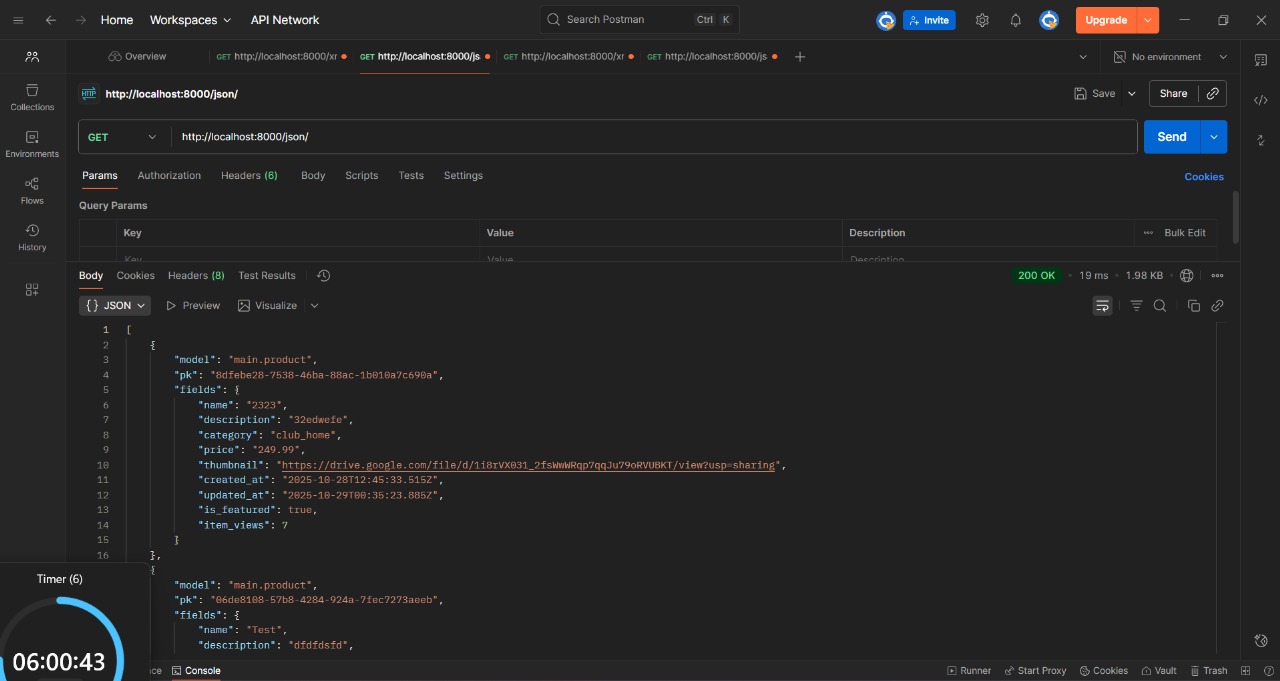 Home Workspaces API Network Search Postman Ctrl K Invite Upgrade
Overview GET http://localhost:8000/xr GET http://localhost:8000/js GET http://localhost:8000/xr GET http://localhost:8000/js No environment
HTTP http://localhost:8000/json/ Save Share
Collections
GET http://localhost:8000/json/ Send
Environments
Params Authorization Headers (6) Body Scripts Tests Settings Cookies
Flows
Query Params
Key Value Description Bulk Edit
History
Key Value Description
Body Cookies Headers (8) Test Results 200 OK 19 ms 1.98 KB
{ } JSON Preview Visualize
1 [
2 {
3 "model": "main.product",
4 "pk": "8dfebe28-7538-46ba-88ac-1b010a7c690a",
5 "fields": {
6 "name": "2323",
7 "description": "32edwefe",
8 "category": "club_home",
9 "price": "249.99",
10 "thumbnail": "https://drive.google.com/file/d/1i8rVX031_2fsWwWRqp7qqJu79oRVUBKT/view?usp=sharing",
11 "created_at": "2025-10-28T12:45:33.515Z",
12 "updated_at": "2025-10-29T00:35:23.886Z",
13 "is_featured": true,
14 "item_views": 7
15 }
16 },
{
"model": "main.product",
"pk": "06de8108-57b8-4284-924a-7fec7273aeeb",
"fields": {
"name": "Test",
"description": "dfdfdsfd",
Timer (6)
06:00:43
Console Runner Start Proxy Cookies Vault Trash